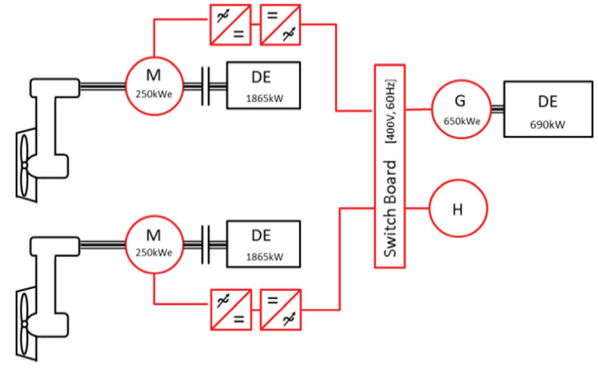 M
250kWe
DE
1865kW
=
=
Switch Board [400V, 60Hz]
G
650kWe
DE
690kW
H
M
250kWe
DE
1865kW
=
=